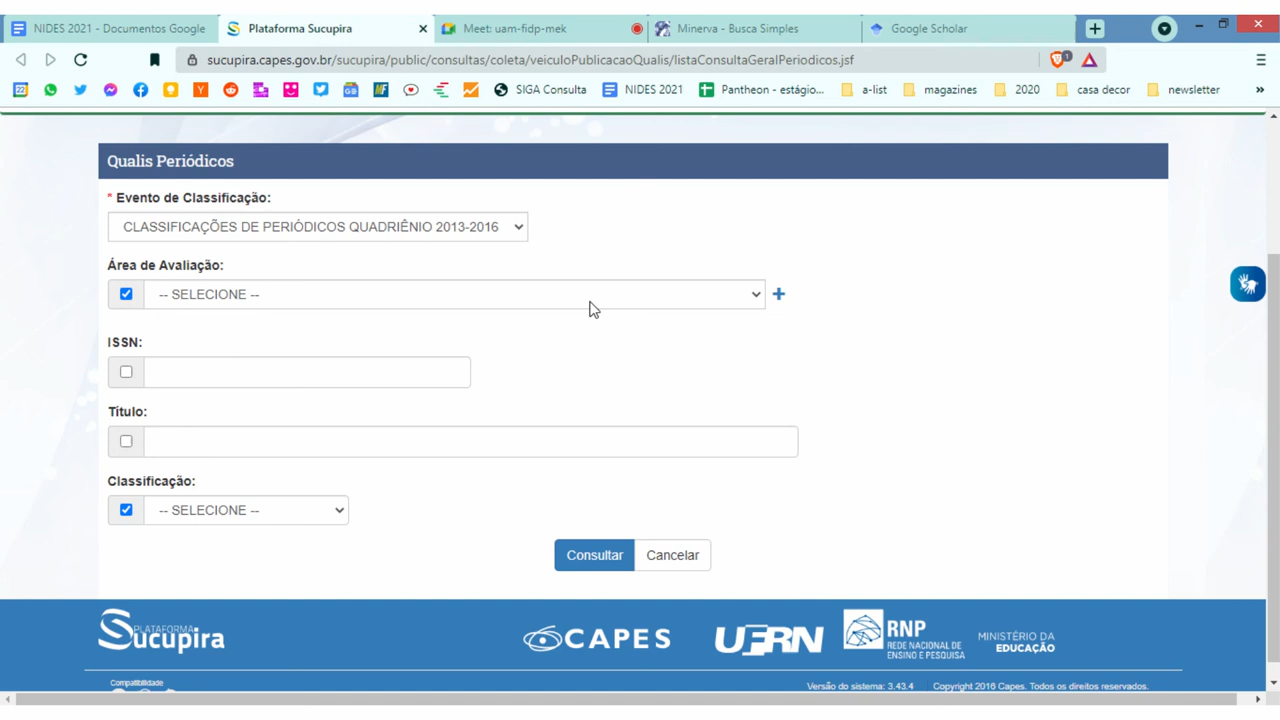 NIDES 2021 - Documentos Google
Plataforma Sucupira
Meet: uam-fidp-mek
Minerva - Busca Simples
Google Scholar
sucupira.capes.gov.br/sucupira/public/consultas/coleta/veiculoPublicacaoQualis/listaConsultaGeralPeriodicos.jsf
SIGA Consulta
NIDES 2021
Pantheon - estágio...
a-list
magazines
2020
casa decor
newsletter
Qualis Periódicos
* Evento de Classificação:
CLASSIFICAÇÕES DE PERIÓDICOS QUADRIÊNIO 2013-2016
Área de Avaliação:
-- SELECIONE --
ISSN:
Título:
Classificação:
-- SELECIONE --
Consultar Cancelar
PLATAFORMA
Sucupira
CAPES
UFRN
RNP
REDE NACIONAL DE
ENSINO E PESQUISA
MINISTÉRIO DA
EDUCAÇÃO
Compatibilidade
Versão do sistema: 3.43.4 Copyright 2016 Capes. Todos os direitos reservados.